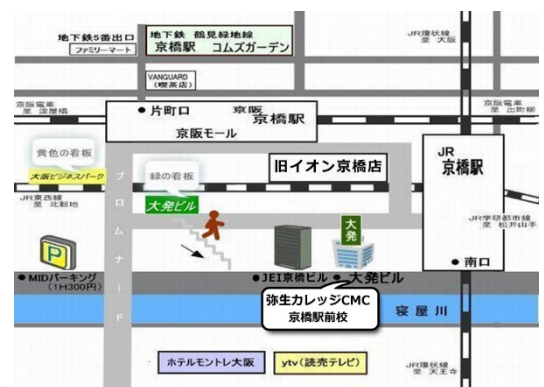 地下鉄5番出口
ファミリーマート
地下鉄 鶴見緑地線
京橋駅 コムズガーデン
JR環状線
至 大阪
VANGUARD
(喫茶店)
京阪電車
至 淀屋橋
●片町口
京阪
京橋駅
京阪モール
京阪電車
至 出町柳
黄色の看板
大阪ビジネスパーク
緑の看板
大発ビル
旧イオン京橋店
JR
京橋駅
JR東西線
至 北新地
プロムナード
大発
JR学研都市線
至 松井山手
P
●MIDパーキング
(1H300円)
●JEI京橋ビル
●大発ビル
●南口
弥生カレッジCMC
京橋駅前校
寝屋川
ホテルモントレ大阪
ytv(読売テレビ)
JR環状線
至 天王寺